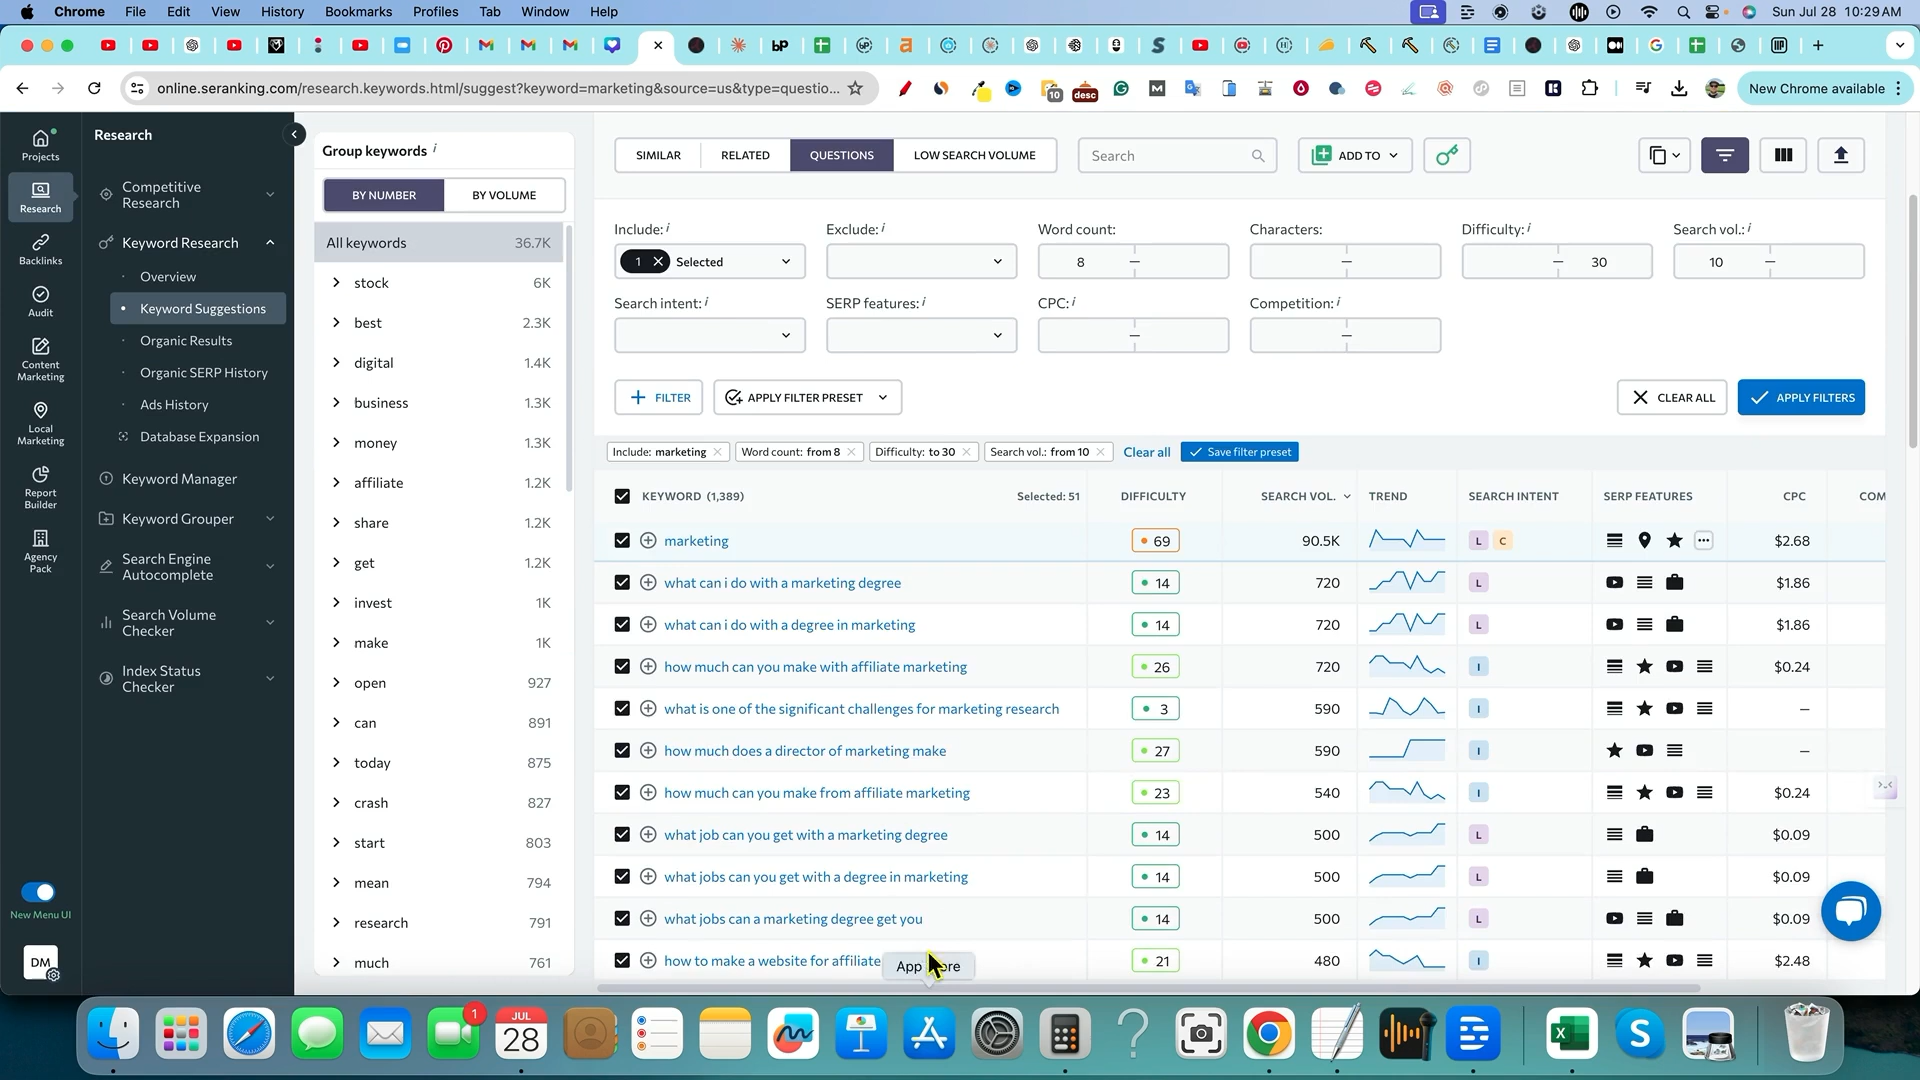 Chrome File Edit View History Bookmarks Profiles Tab Window Help Sun Jul 28 10:29 AM
online.seranking.com/research.keywords.html/suggest?keyword=marketing&source=us&type=questio...
10
desc
New Chrome available
Projects
Research
Backlinks
Audit
Content Marketing
Local Marketing
Report Builder
Agency Pack
New Menu UI
DM
Research
Competitive Research
Keyword Research
Overview
Keyword Suggestions
Organic Results
Organic SERP History
Ads History
Database Expansion
Keyword Manager
Keyword Grouper
Search Engine Autocomplete
Search Volume Checker
Index Status Checker
Group keywords i
BY NUMBER BY VOLUME
All keywords 36.7K
stock 6K
best 2.3K
digital 1.4K
business 1.3K
money 1.3K
affiliate 1.2K
share 1.2K
get 1.2K
invest 1K
make 1K
open 927
can 891
today 875
crash 827
start 803
mean 794
research 791
much 761
SIMILAR RELATED QUESTIONS LOW SEARCH VOLUME Search ADD TO
Include: i Exclude: i Word count: Characters: Difficulty: i Search vol.: i
1 Selected 8 – – – 30 10 –
Search intent: i SERP features: i CPC: i Competition: i
– –
FILTER APPLY FILTER PRESET CLEAR ALL APPLY FILTERS
Include: marketing Word count: from 8 Difficulty: to 30 Search vol.: from 10 Clear all Save filter preset
KEYWORD (1,389) Selected: 51 DIFFICULTY SEARCH VOL. TREND SEARCH INTENT SERP FEATURES CPC COM
marketing 69 90.5K L C $2.68
what can i do with a marketing degree 14 720 L $1.86
what can i do with a degree in marketing 14 720 L $1.86
how much can you make with affiliate marketing 26 720 I $0.24
what is one of the significant challenges for marketing research 3 590 I –
how much does a director of marketing make 27 590 I –
how much can you make from affiliate marketing 23 540 I $0.24
what job can you get with a marketing degree 14 500 L $0.09
what jobs can you get with a degree in marketing 14 500 L $0.09
what jobs can a marketing degree get you 14 500 L $0.09
how to make a website for affiliate 21 480 I $2.48
1
JUL
28